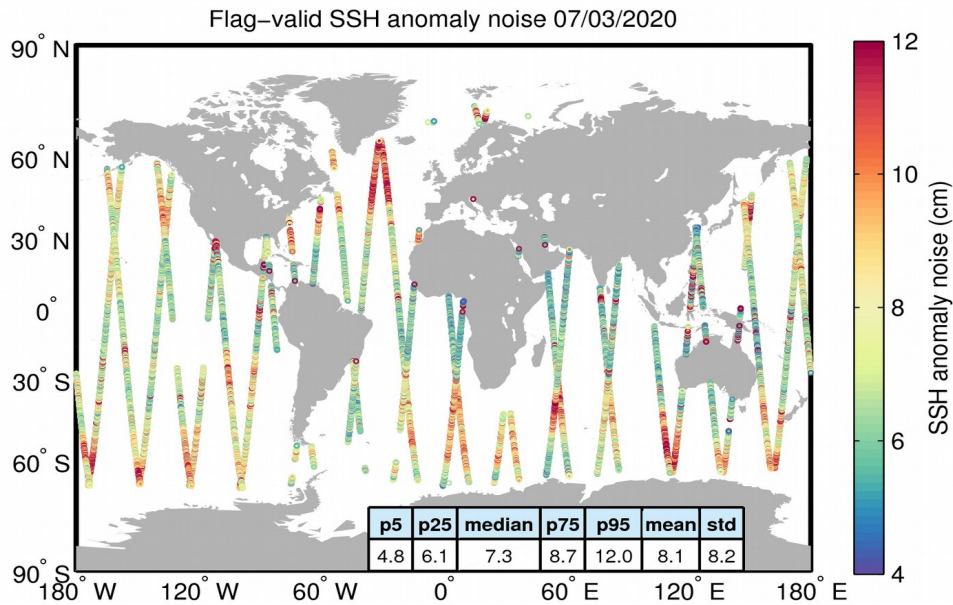 Flag−valid SSH anomaly noise 07/03/2020
90° N
60° N
30° N
0°
30° S
60° S
90° S
180° W
120° W
60° W
0°
60° E
120° E
180° E
p5 p25 median p75 p95 mean std
4.8 6.1 7.3 8.7 12.0 8.1 8.2
12
10
8
6
4
SSH anomaly noise (cm)